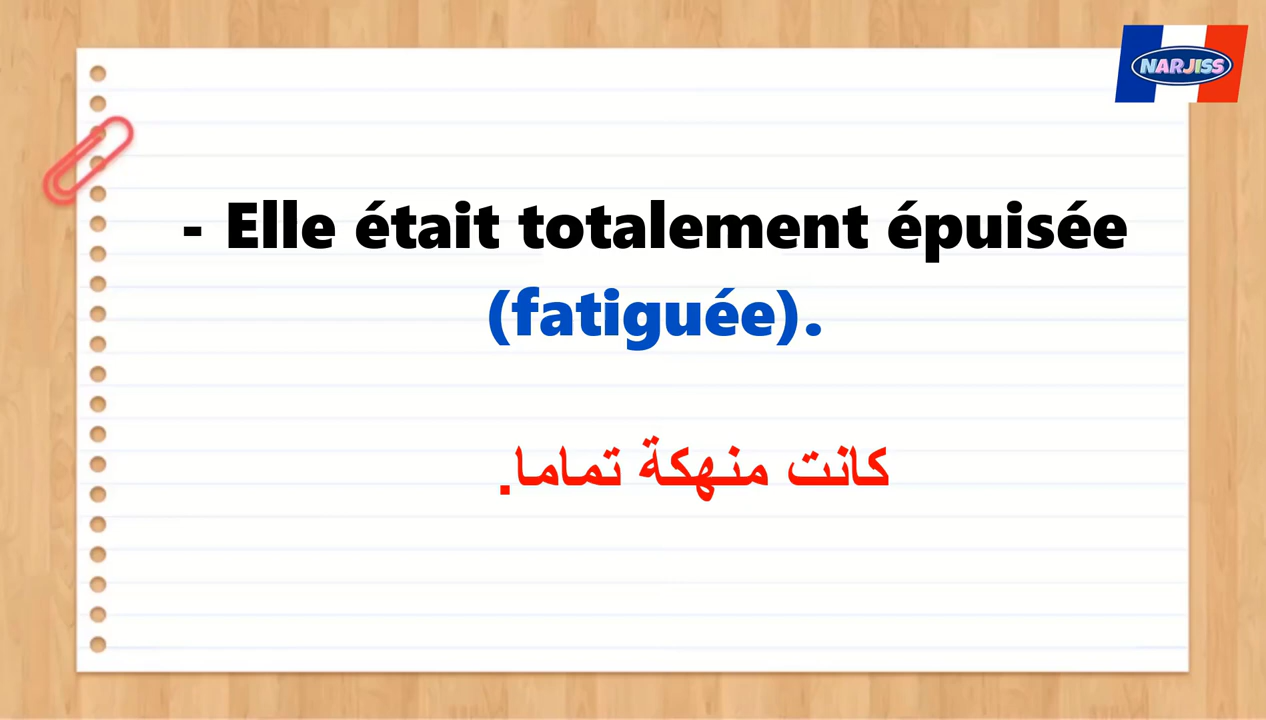 NARJISS
- Elle était totalement épuisée
(fatiguée).
كانت منهكة تماما.